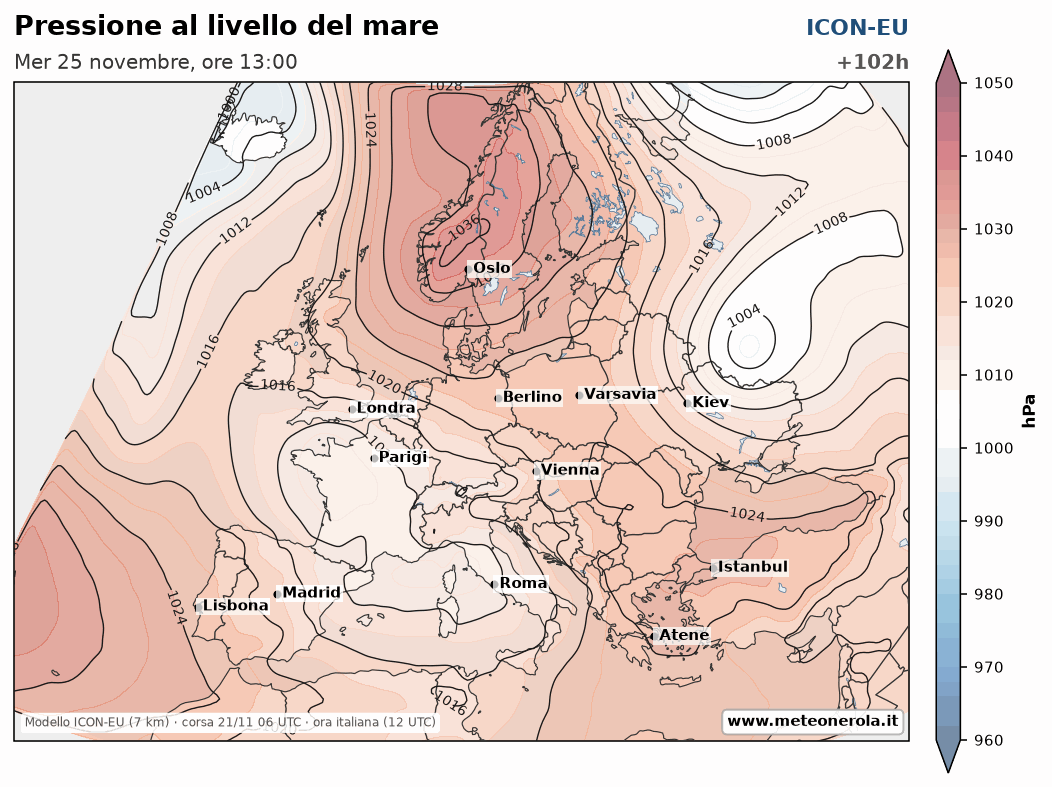 Pressione al livello del mare
ICON-EU
Mer 25 novembre, ore 13:00
+102h
1028
1000
1024
1004
1008
1012
1008
1012
1008
1036
1016
Oslo
1004
1016
1016
1020
Berlino
Varsavia
Kiev
Londra
Parigi
Vienna
1024
Istanbul
Roma
Madrid
Lisbona
1024
Atene
1016
Modello ICON-EU (7 km) · corsa 21/11 06 UTC · ora italiana (12 UTC)
www.meteonerola.it
1050
1040
1030
1020
1010
1000
990
980
970
960
hPa